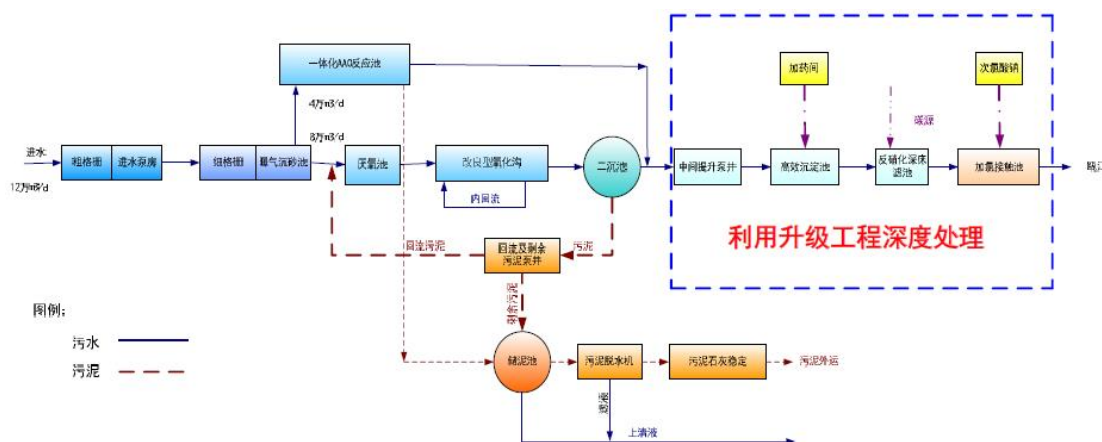 一体化AAO反应池
加药间
次氯酸钠
4万m3/d
8万m3/d
碳源
进水
粗格栅
进水泵房
细格栅
曝气沉砂池
厌氧池
改良型氧化沟
二沉池
中间提升泵井
高效沉淀池
反硝化深床
滤池
加氯接触池
瓯江
12万m3/d
内回流
利用升级工程深度处理
回流污泥
回流及剩余
污泥泵井
污泥
剩余污泥
图例：
污水
污泥
储泥池
污泥脱水机
污泥石灰稳定
污泥外运
滤液
上清液